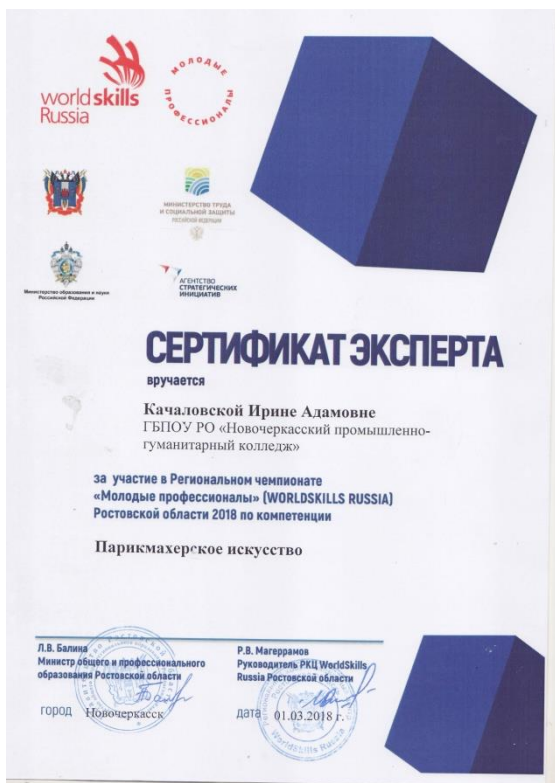 world skills
Russia
МОЛОДЫЕ ПРОФЕССИОНАЛЫ
МИНИСТЕРСТВО ТРУДА
И СОЦИАЛЬНОЙ ЗАЩИТЫ
РОССИЙСКОЙ ФЕДЕРАЦИИ
Министерство образования и науки
Российской Федерации
АГЕНТСТВО
СТРАТЕГИЧЕСКИХ
ИНИЦИАТИВ
СЕРТИФИКАТ ЭКСПЕРТА
вручается
Качаловской Ирине Адамовне
ГБПОУ РО «Новочеркасский промышленно-
гуманитарный колледж»
за участие в Региональном чемпионате
«Молодые профессионалы» (WORLDSKILLS RUSSIA)
Ростовской области 2018 по компетенции
Парикмахерское искусство
Л.В. Балина
Министр общего и профессионального
образования Ростовской области
город Новочеркасск
Р.В. Магеррамов
Руководитель РКЦ WorldSkills
Russia Ростовской области
дата 01.03.2018 г.
WorldSkills Russia